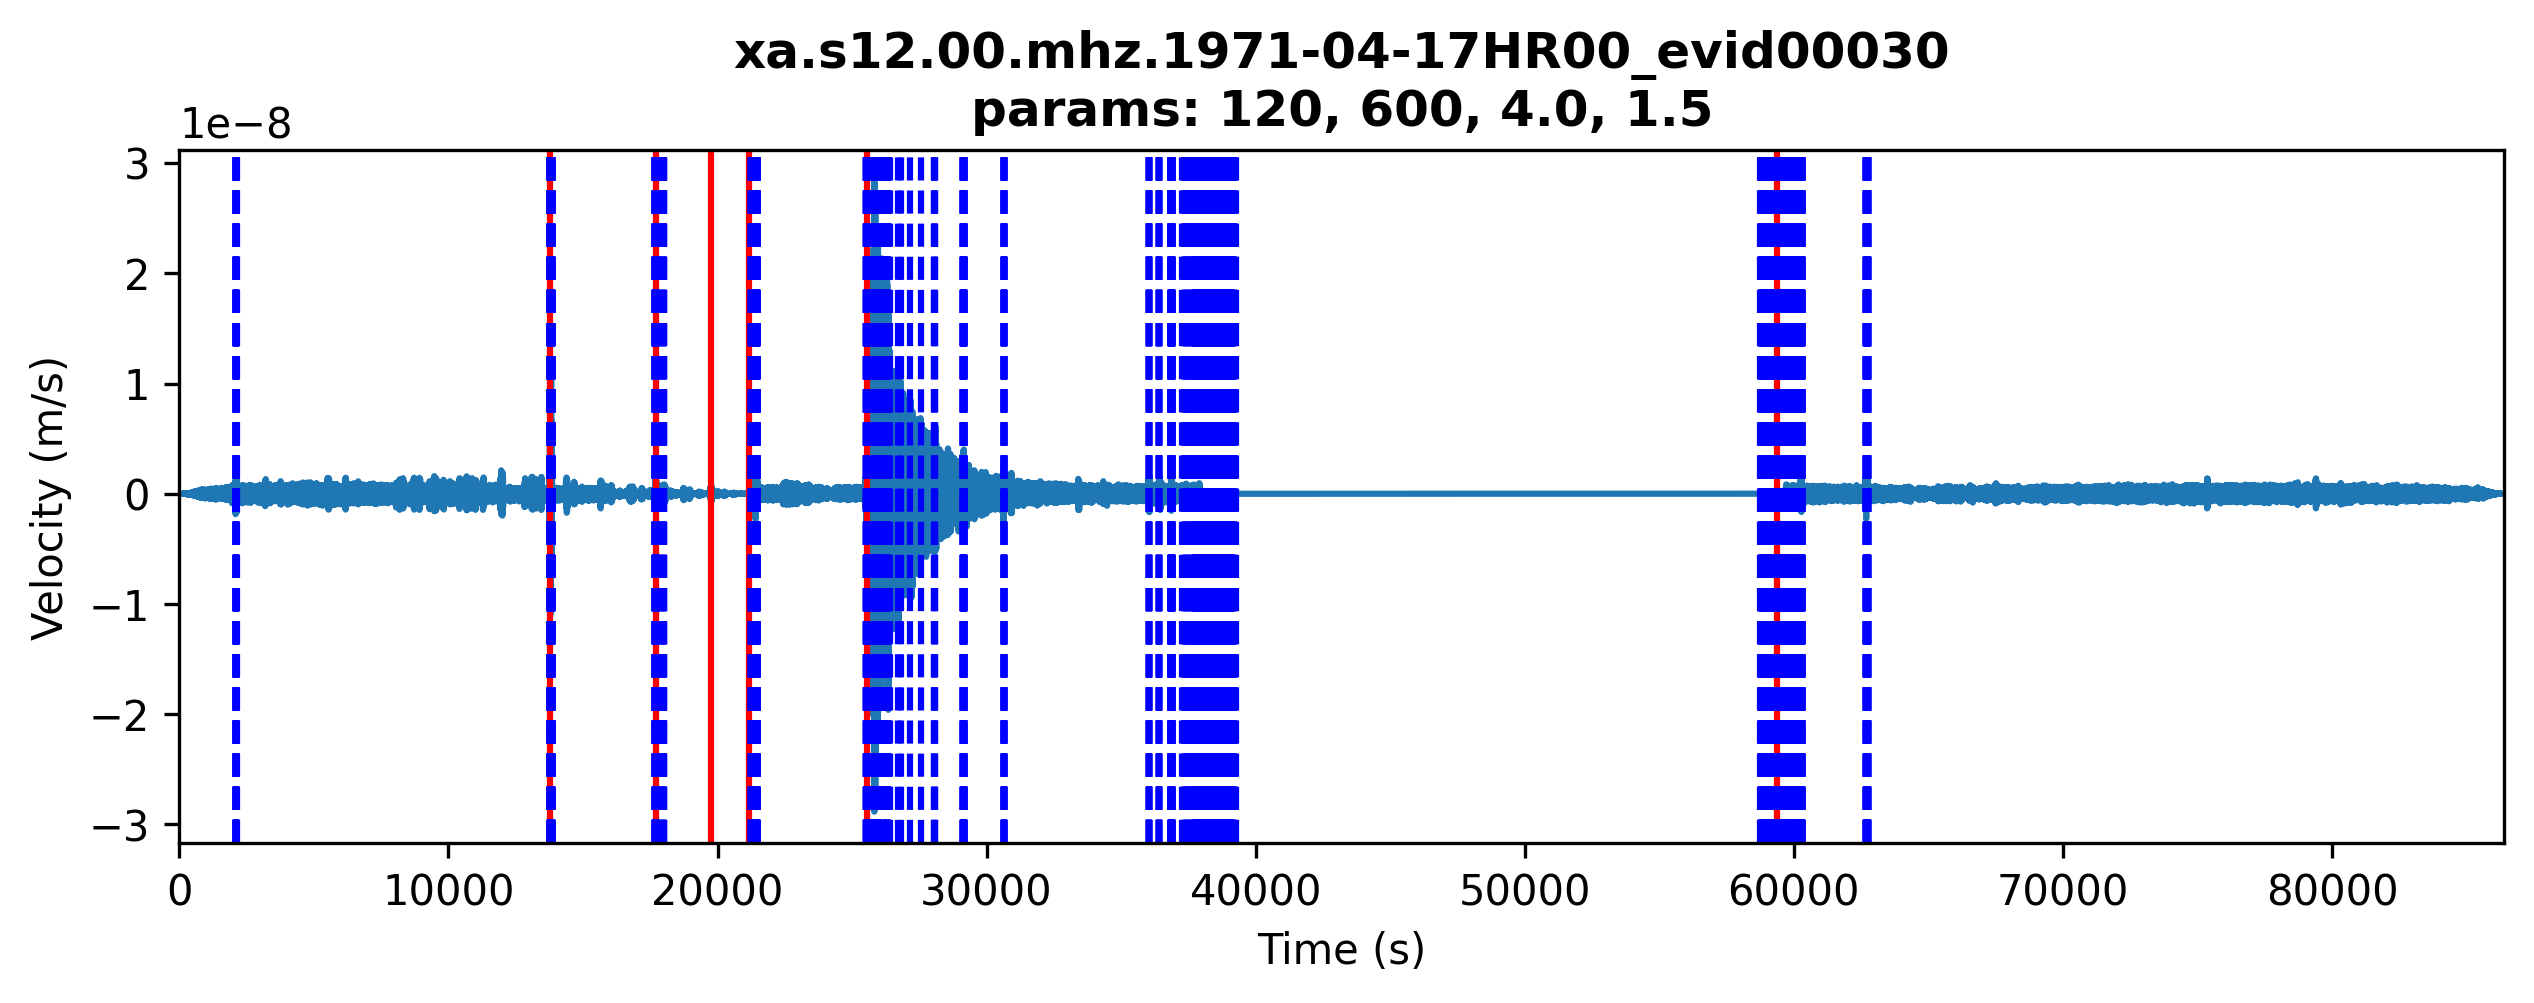 xa.s12.00.mhz.1971-04-17HR00_evid00030
params: 120, 600, 4.0, 1.5
1e−8
3
2
1
0
−1
−2
−3
Velocity (m/s)
0 10000 20000 30000 40000 50000 60000 70000 80000
Time (s)